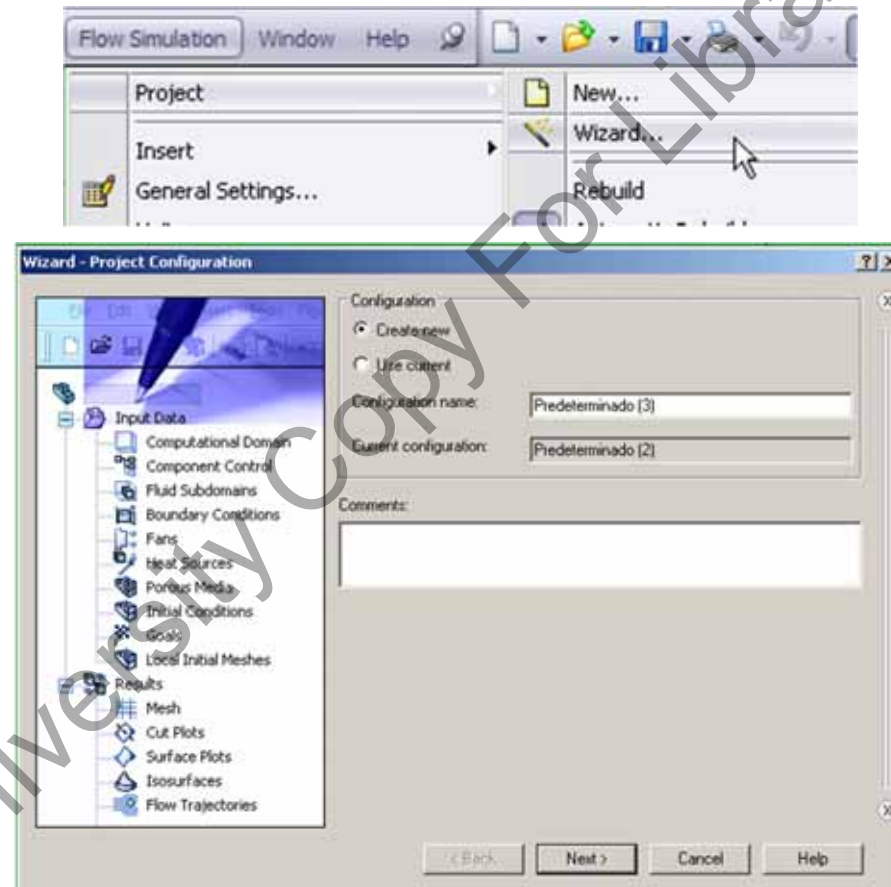 Flow Simulation Window Help
Project
New...
Wizard...
Insert
General Settings...
Rebuild
Wizard - Project Configuration
Configuration
Create new
Use current
Configuration name:
Predeterminado (3)
Current configuration:
Predeterminado (2)
Comments:
Input Data
Computational Domain
Component Control
Fluid Subdomains
Boundary Conditions
Fans
Heat Sources
Porous Media
Initial Conditions
Goals
Local Initial Meshes
Results
Mesh
Cut Plots
Surface Plots
Isosurfaces
Flow Trajectories
< Back
Next >
Cancel
Help
Copy For Libra